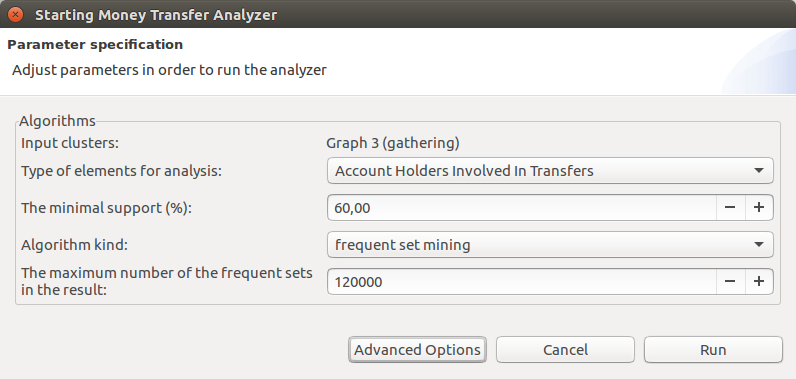 Starting Money Transfer Analyzer
Parameter specification
Adjust parameters in order to run the analyzer
Algorithms
Input clusters: Graph 3 (gathering)
Type of elements for analysis: Account Holders Involved In Transfers
The minimal support (%): 60,00
Algorithm kind: frequent set mining
The maximum number of the frequent sets
in the result: 120000
Advanced Options Cancel Run